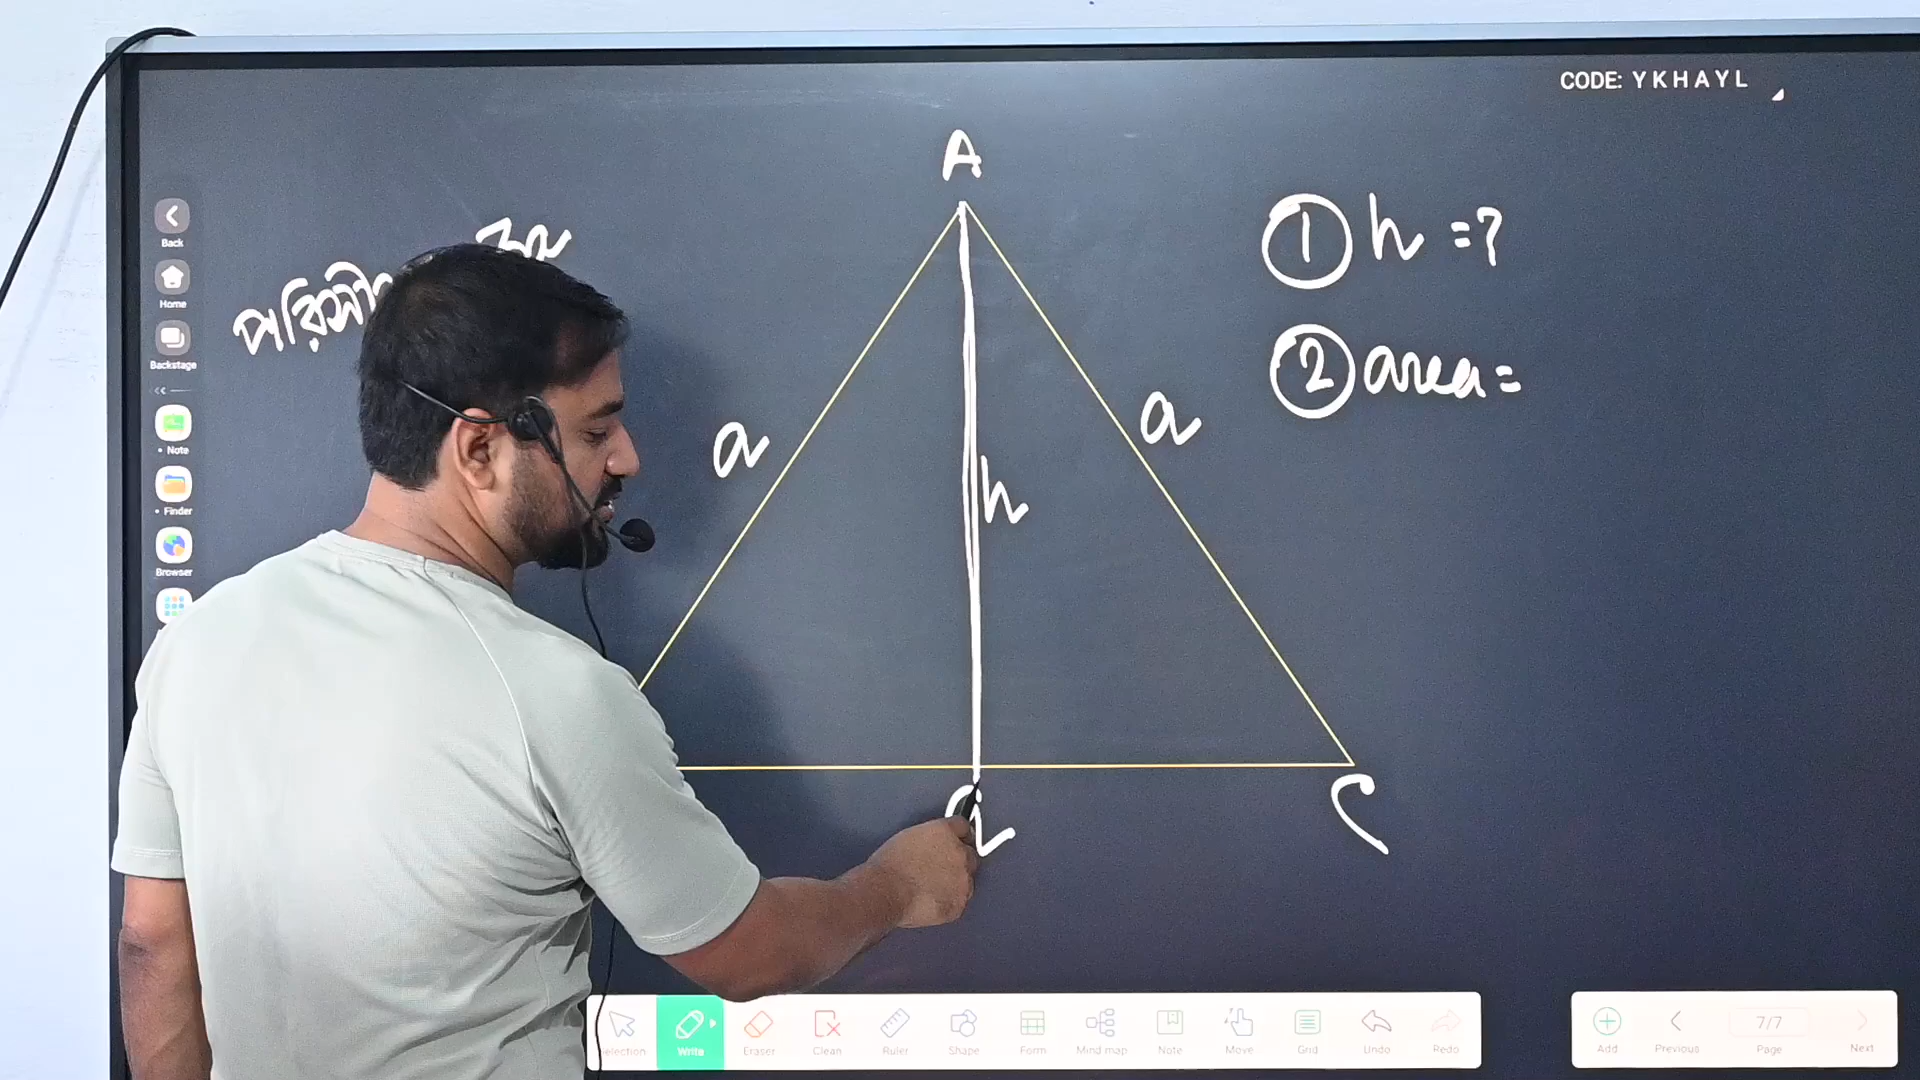 CODE: YKHAYL
A
Back
Home
Backstage
Note
Finder
Browser
3a
a
a
h
① h =?
② area=
a
C
Write
Eraser
Clean
Ruler
Shape
Form
Mind map
Note
Move
Grid
Undo
Redo
Add
Previous
7/7
Page
Next